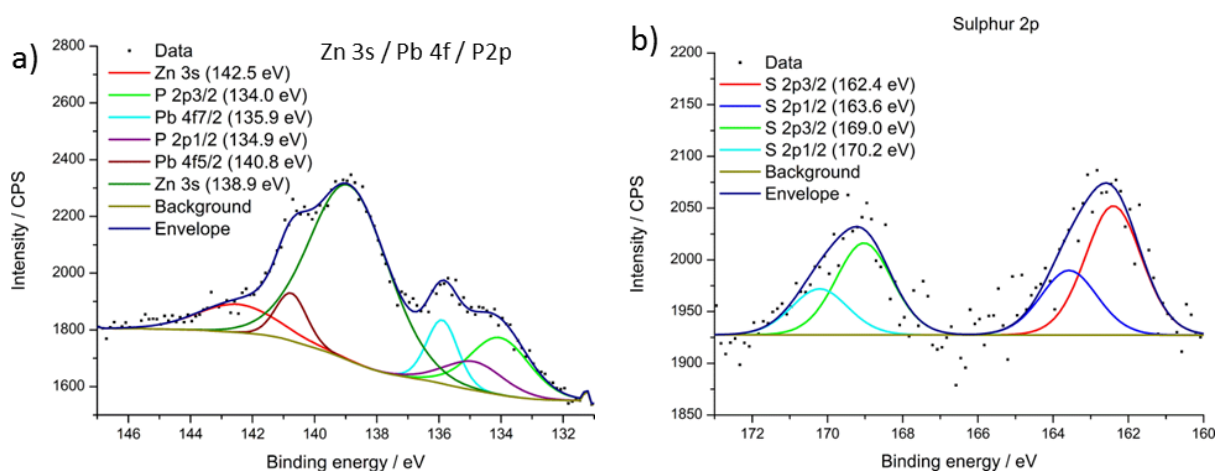 a)
Zn 3s / Pb 4f / P2p
Data
Zn 3s (142.5 eV)
P 2p3/2 (134.0 eV)
Pb 4f7/2 (135.9 eV)
P 2p1/2 (134.9 eV)
Pb 4f5/2 (140.8 eV)
Zn 3s (138.9 eV)
Background
Envelope
Intensity / CPS
2800
2600
2400
2200
2000
1800
1600
146 144 142 140 138 136 134 132
Binding energy / eV
b)
Sulphur 2p
Data
S 2p3/2 (162.4 eV)
S 2p1/2 (163.6 eV)
S 2p3/2 (169.0 eV)
S 2p1/2 (170.2 eV)
Background
Envelope
Intensity / CPS
2200
2150
2100
2050
2000
1950
1900
1850
172 170 168 166 164 162 160
Binding energy / eV